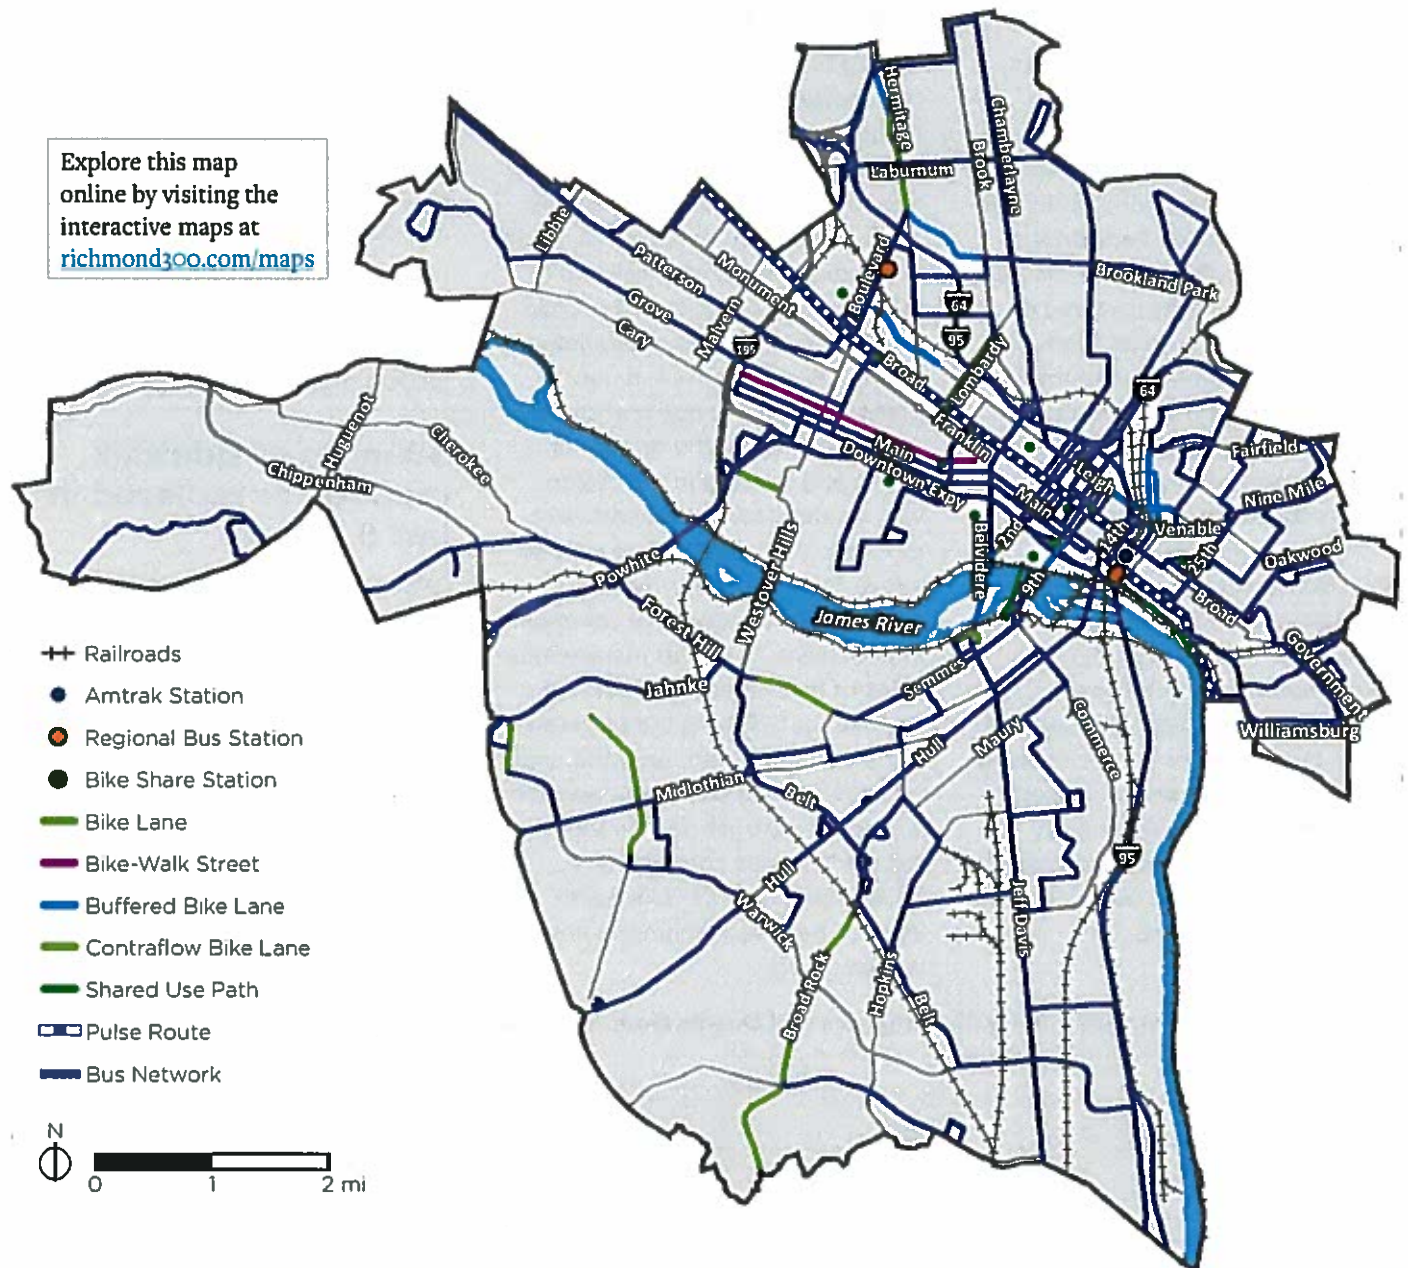 Explore this map
online by visiting the
interactive maps at
richmond300.com/maps
Hermitage
Chamberlayne
Brook
Laburnum
Libbie
Patterson
Monument
Boulevard
Brookland Park
Grove
Cary
Malvern
195
64
95
Broad
Lombardy
64
Huguenot
Cherokee
Chippenham
Franklin
Main
Downtown Expy
Fairfield
Leigh
Nine Mile
Main
Venable
2nd
14th
25th
Oakwood
Belvidere
9th
Broad
Westover Hills
Powhite
James River
Forest Hill
Government
Semmes
Jahnke
Williamsburg
Commerce
Maury
Hull
Midlothian
Belt
95
Hull
Warwick
Jeff Davis
Broad Rock
Hopkins
Belt
Railroads
Amtrak Station
Regional Bus Station
Bike Share Station
Bike Lane
Bike-Walk Street
Buffered Bike Lane
Contraflow Bike Lane
Shared Use Path
Pulse Route
Bus Network
N
0 1 2 mi